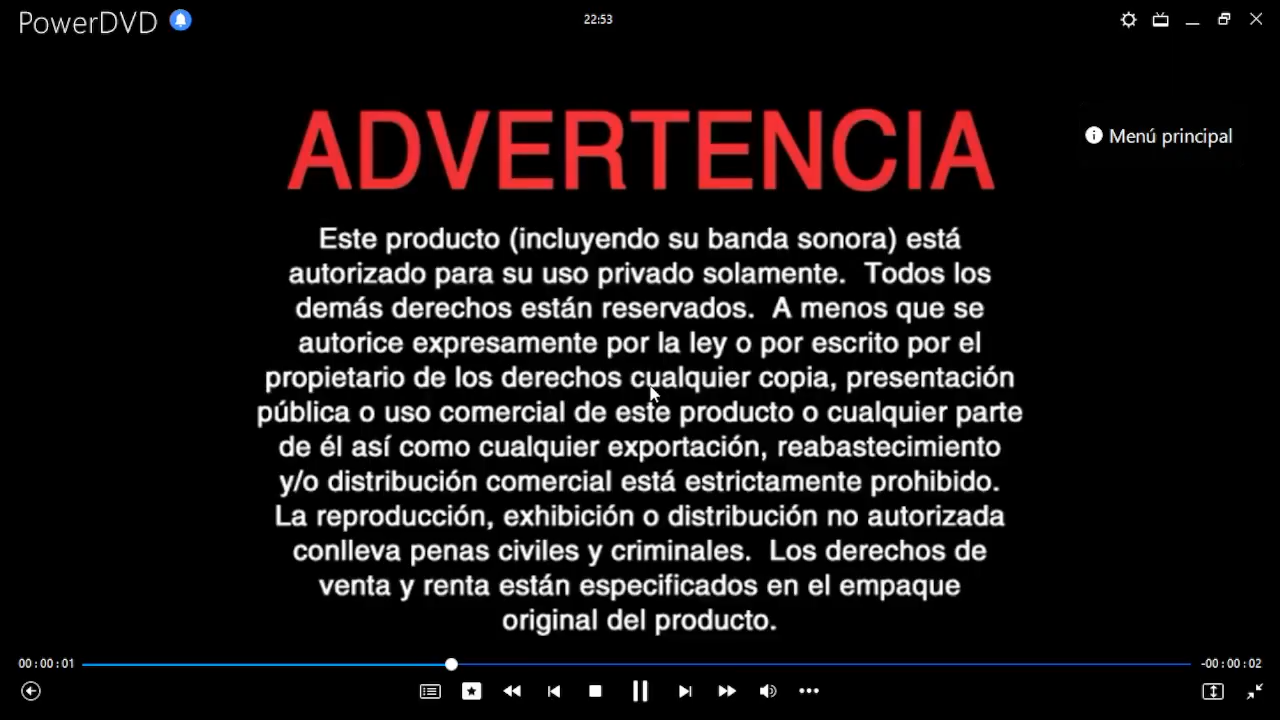 PowerDVD
22:53
ADVERTENCIA
Menú principal
Este producto (incluyendo su banda sonora) está
autorizado para su uso privado solamente.  Todos los
demás derechos están reservados.  A menos que se
autorice expresamente por la ley o por escrito por el
propietario de los derechos cualquier copia, presentación
pública o uso comercial de este producto o cualquier parte
de él así como cualquier exportación, reabastecimiento
y/o distribución comercial está estrictamente prohibido.
La reproducción, exhibición o distribución no autorizada
conlleva penas civiles y criminales.  Los derechos de
venta y renta están especificados en el empaque
original del producto.
00:00:01
-00:00:02